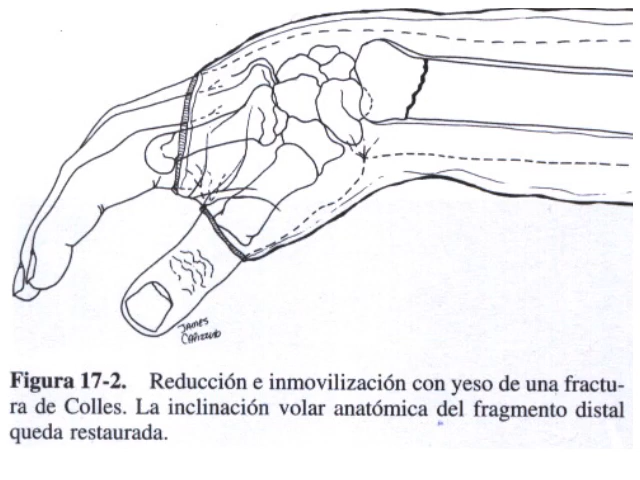 JAMES
Figura 17-2. Reducción e inmovilización con yeso de una fractu-
ra de Colles. La inclinación volar anatómica del fragmento distal
queda restaurada.